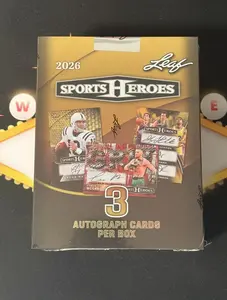 2026
Leaf
SPORTS HEROES
W
E
3
AUTOGRAPH CARDS
PER BOX